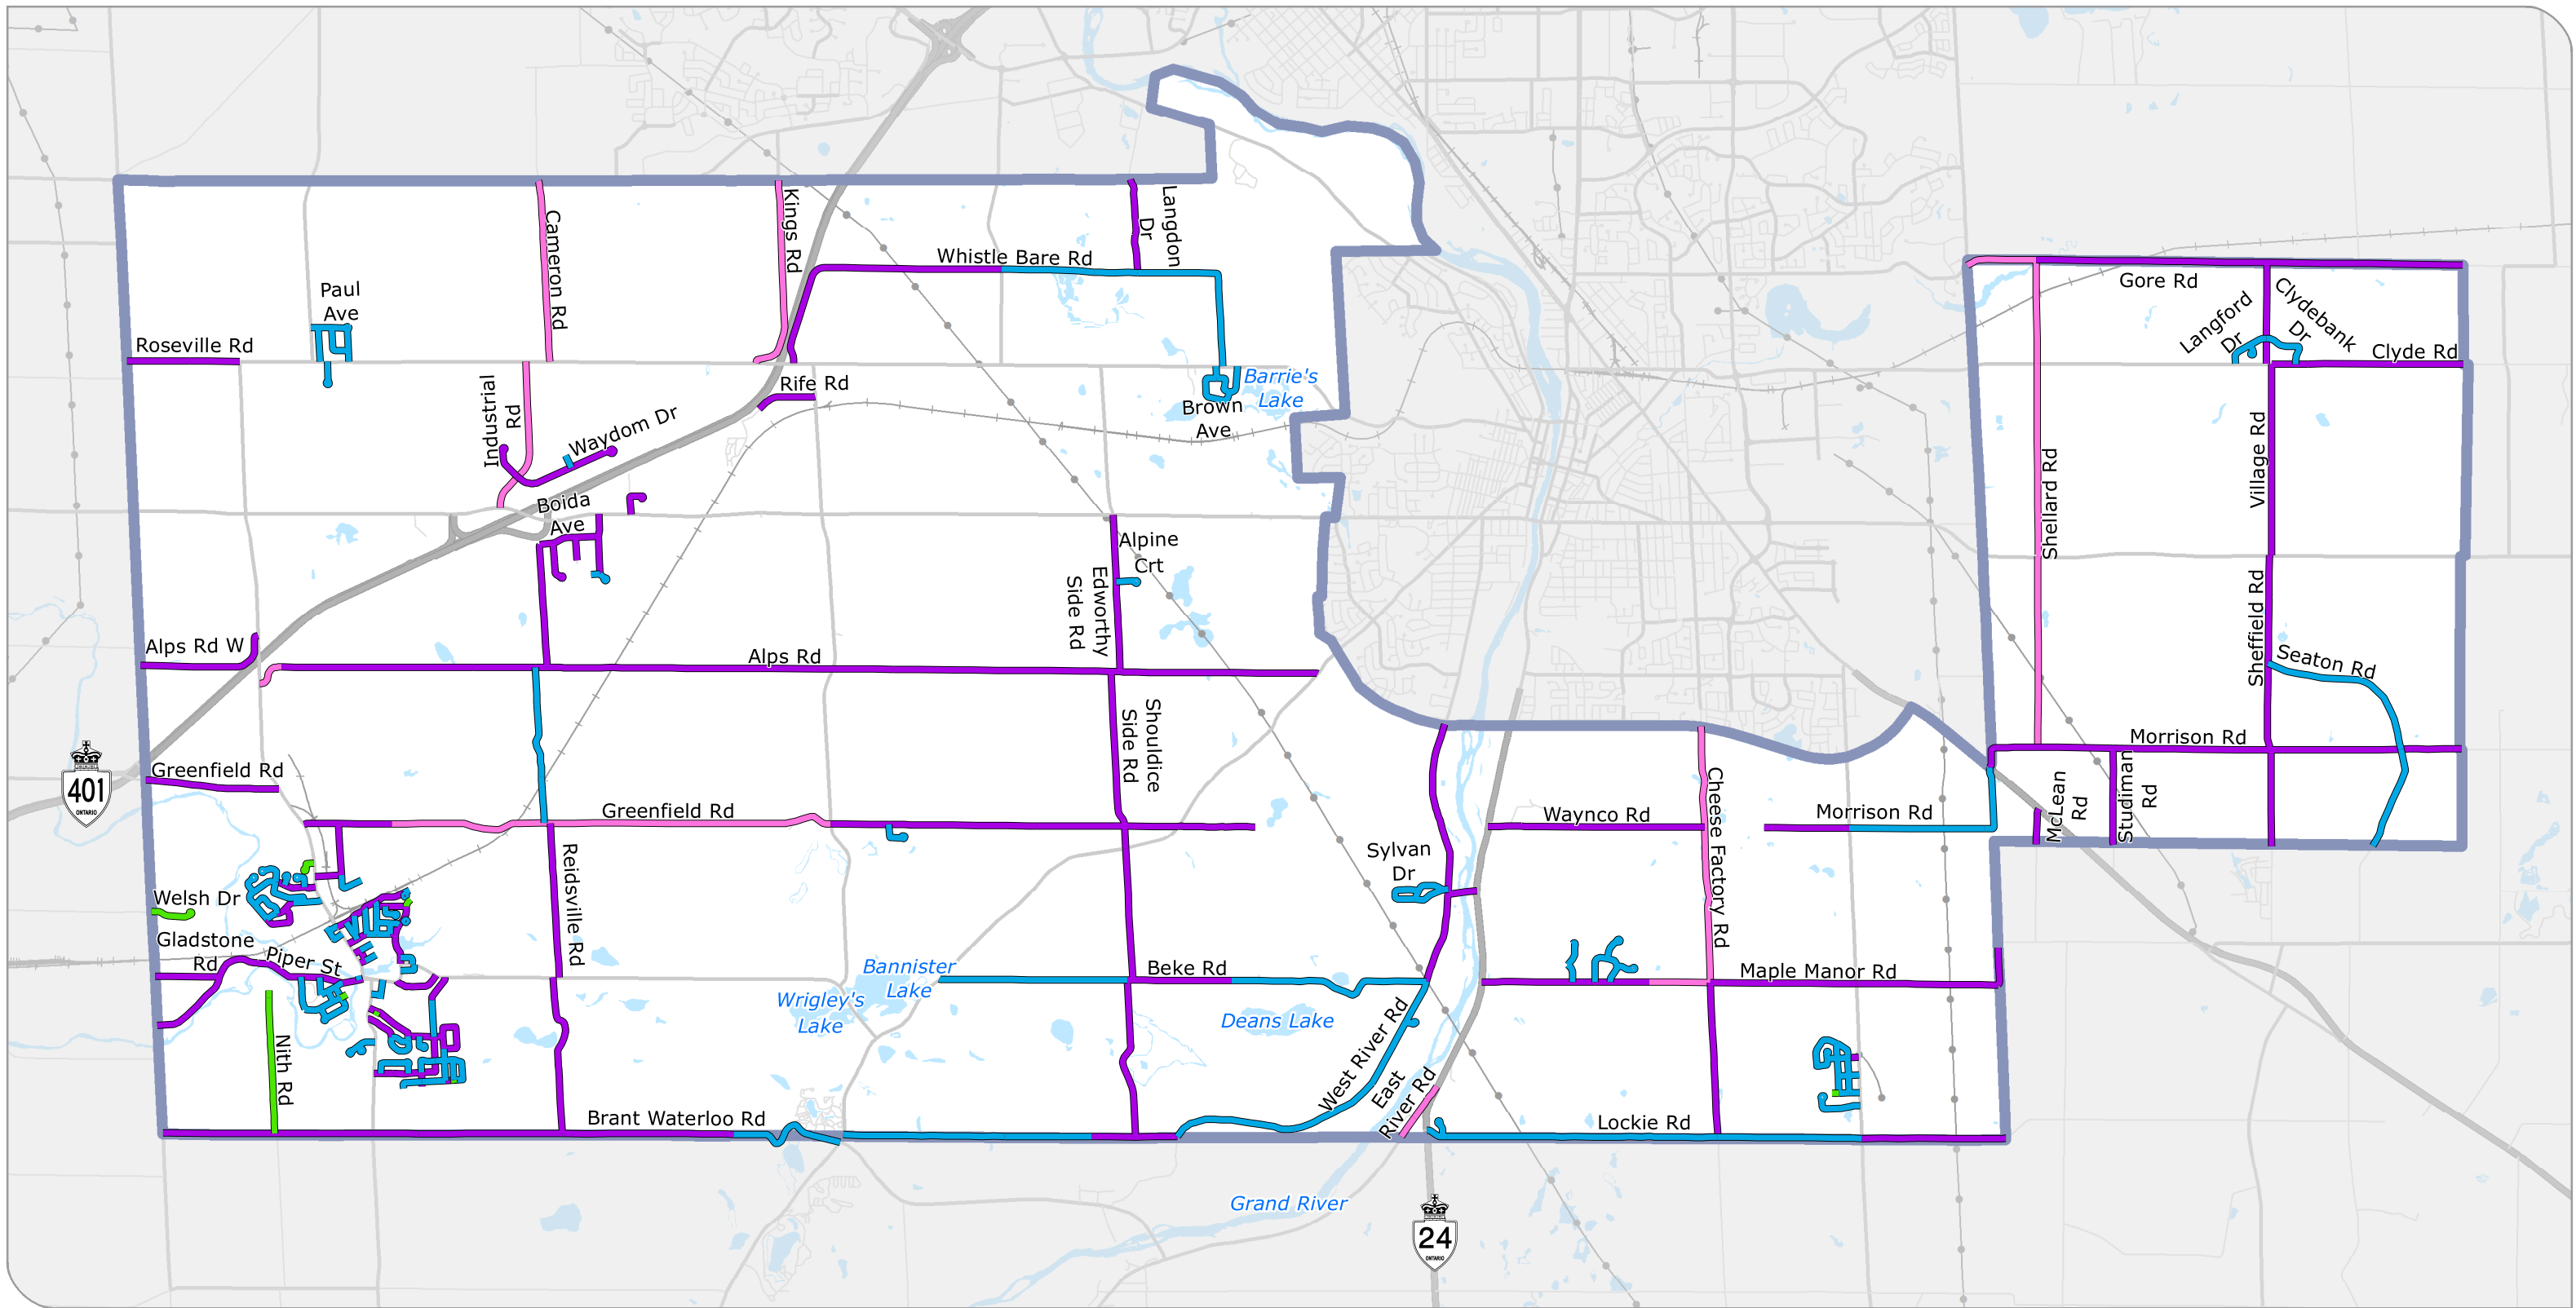 Cameron Rd
Kings Rd
Langdon
Dr
Whistle Bare Rd
Paul
Ave
Roseville Rd
Industrial
Rd
Waydom Dr
Rife Rd
Barrie's
Lake
Brown
Ave
Boida
Ave
Alpine
Crt
Edworthy
Side Rd
Alps Rd W
Alps Rd
Shouldice
Side Rd
401
ONTARIO
Greenfield Rd
Greenfield Rd
Welsh Dr
Gladstone
Rd
Piper St
Nith Rd
Reidsville Rd
Bannister
Lake
Wrigley's
Lake
Brant Waterloo Rd
Beke Rd
Deans Lake
Sylvan
Dr
West River Rd
East
River Rd
Grand River
24
ONTARIO
Waynco Rd
Cheese Factory Rd
Morrison Rd
Maple Manor Rd
Lockie Rd
Gore Rd
Langford
Dr
Clydebank
Dr
Clyde Rd
Village Rd
Shellard Rd
Sheffield Rd
Seaton Rd
Morrison Rd
McLean
Rd
Studiman
Rd